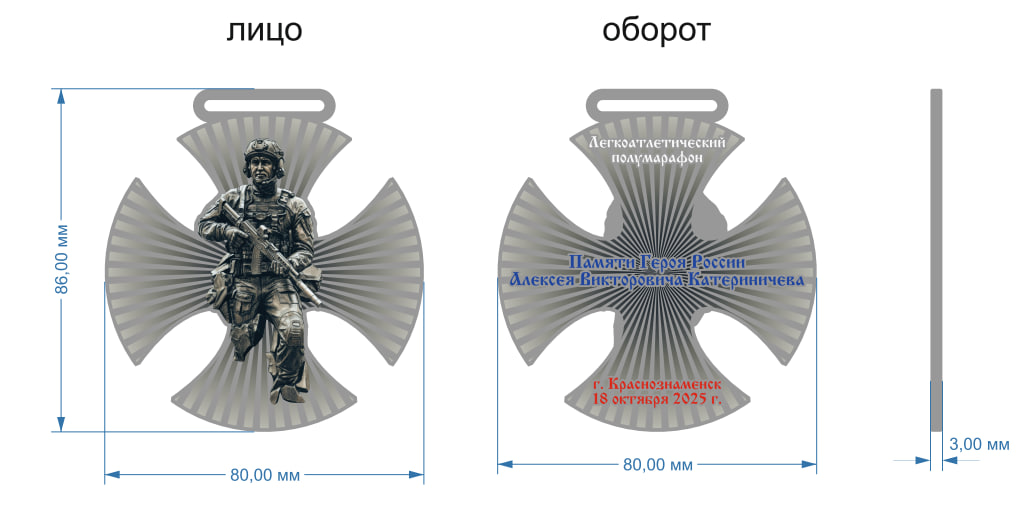 лицо
оборот
Легкоатлетический
полумарафон
Памяти Героя России
Алексея Викторовича Катериничева
г. Краснознаменск
18 октября 2025 г.
86,00 мм
80,00 мм
80,00 мм
3,00 мм